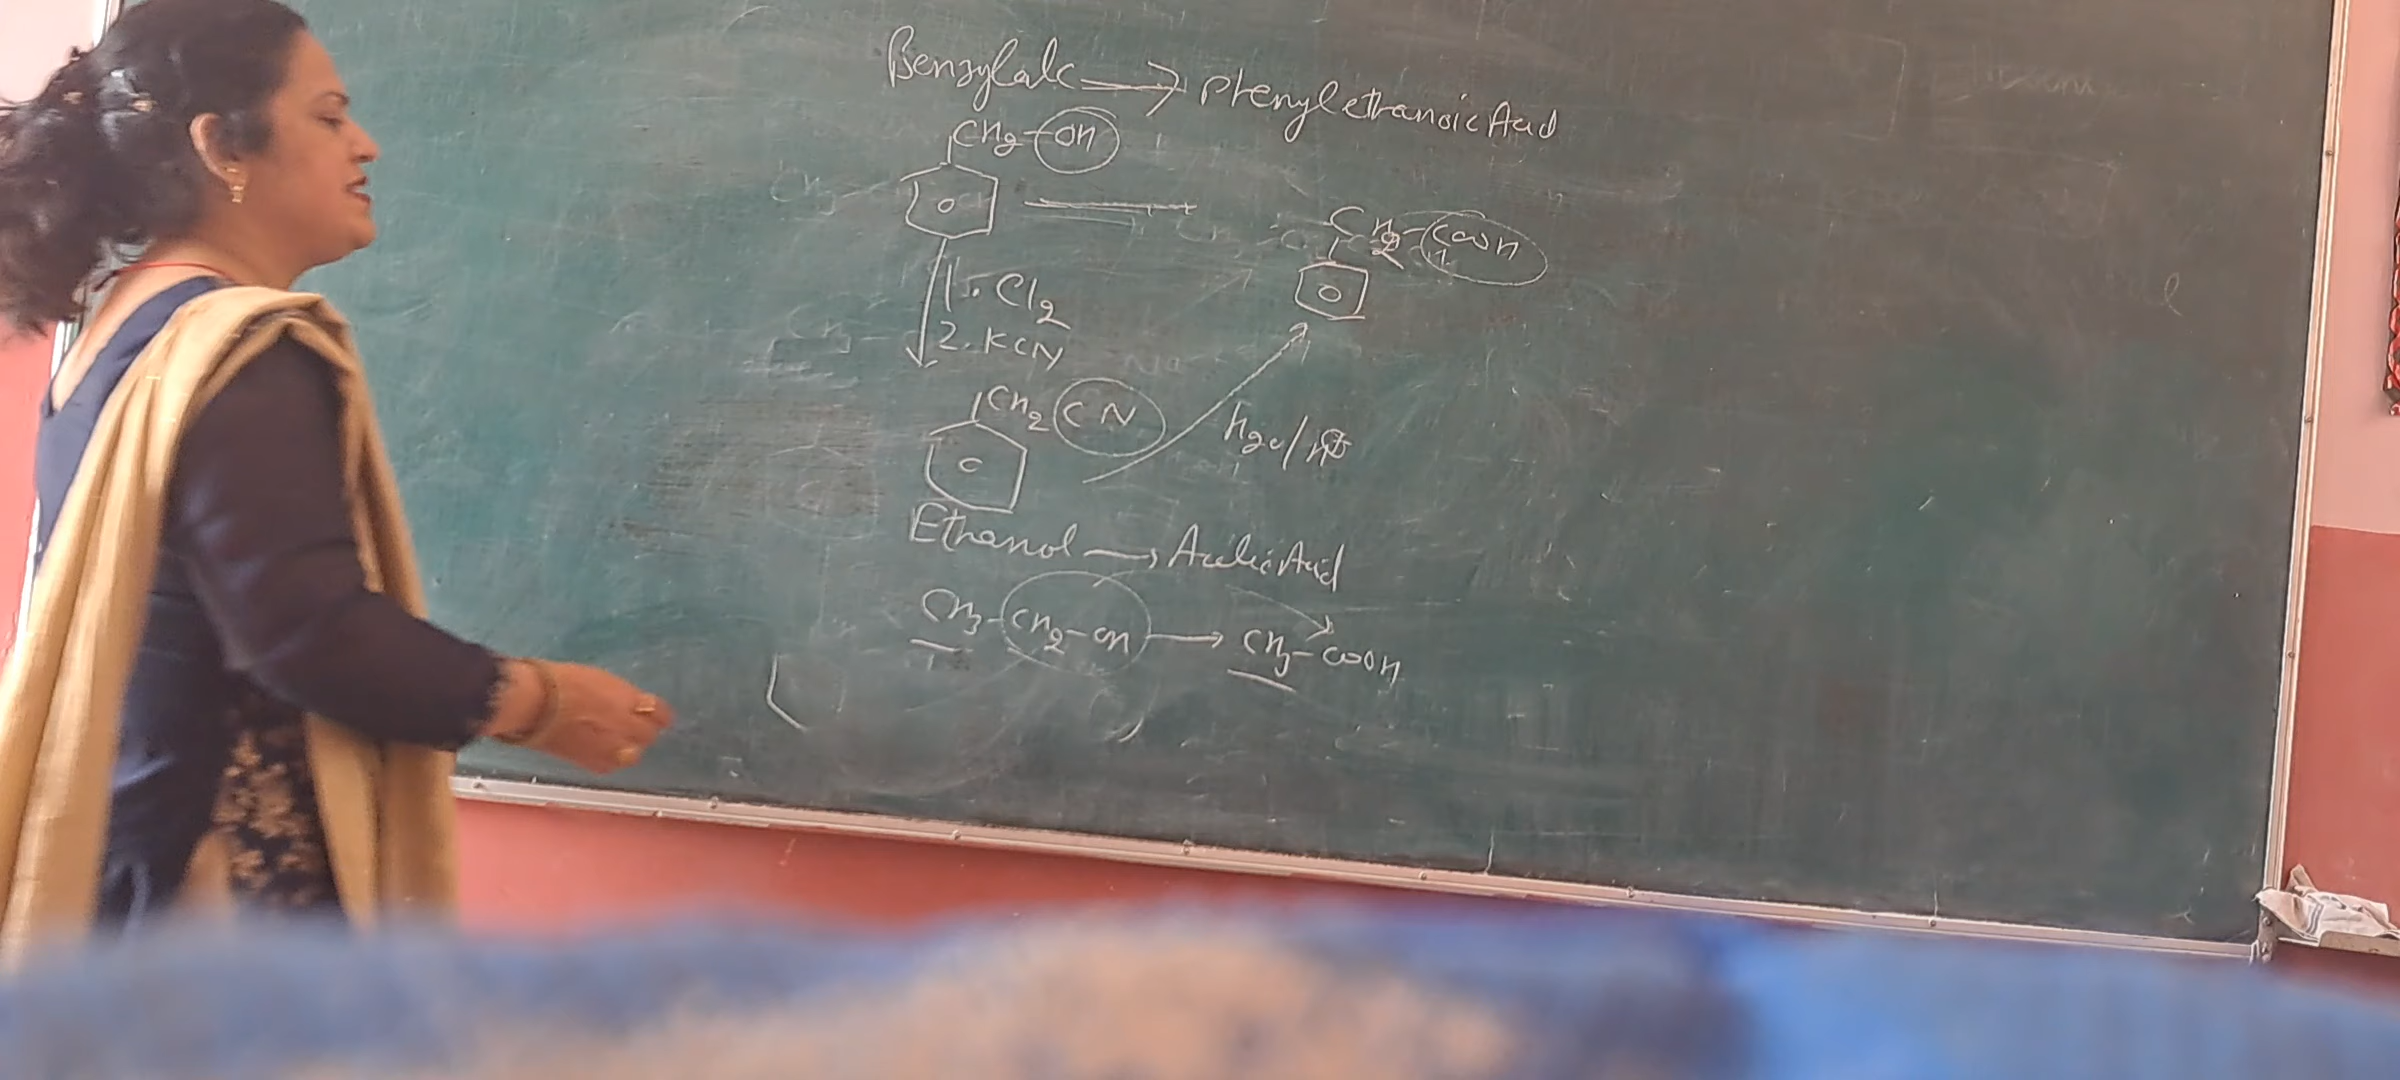 Benzylalc → Phenylethanoic Acid
CH2-OH
CH2-COOH
1. Cl2
2. KCN
CH2 CN
H2O/H⊕
Ethanol → Acetic Acid
CH3-CH2-OH → CH3-COOH